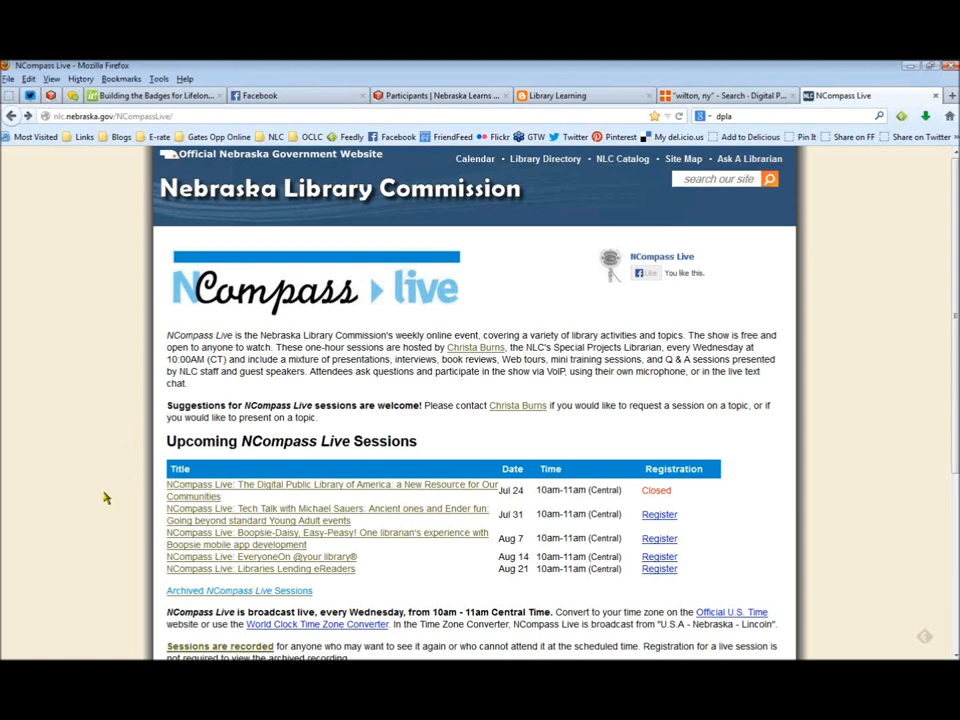 NCompass Live - Mozilla Firefox
File Edit View History Bookmarks Tools Help
Building the Badges for Lifelon... Facebook Participants | Nebraska Learns ... Library Learning "wilton, ny" - Search - Digital P... NCompass Live
nlc.nebraska.gov/NCompassLive/ dpla
Most Visited Links Blogs E-rate Gates Opp Online NLC OCLC Feedly Facebook FriendFeed Flickr GTW Twitter Pinterest My del.icio.us Add to Delicious Pin It Share on FF Share on Twitter
Official Nebraska Government Website
Calendar • Library Directory • NLC Catalog • Site Map • Ask A Librarian
Nebraska Library Commission
search our site
NCompass live
NCompass Live
Like You like this.
NCompass Live is the Nebraska Library Commission's weekly online event, covering a variety of library activities and topics. The show is free and
open to anyone to watch. These one-hour sessions are hosted by Christa Burns, the NLC's Special Projects Librarian, every Wednesday at
10:00AM (CT) and include a mixture of presentations, interviews, book reviews, Web tours, mini training sessions, and Q & A sessions presented
by NLC staff and guest speakers. Attendees ask questions and participate in the show via VoIP, using their own microphone, or in the live text
chat.
Suggestions for NCompass Live sessions are welcome! Please contact Christa Burns if you would like to request a session on a topic, or if
you would like to present on a topic.
Upcoming NCompass Live Sessions
Title Date Time Registration
NCompass Live: The Digital Public Library of America: a New Resource for Our
Communities Jul 24 10am-11am (Central) Closed
NCompass Live: Tech Talk with Michael Sauers: Ancient ones and Ender fun:
Going beyond standard Young Adult events Jul 31 10am-11am (Central) Register
NCompass Live: Boopsie-Daisy, Easy-Peasy! One librarian's experience with
Boopsie mobile app development Aug 7 10am-11am (Central) Register
NCompass Live: EveryoneOn @your library® Aug 14 10am-11am (Central) Register
NCompass Live: Libraries Lending eReaders Aug 21 10am-11am (Central) Register
Archived NCompass Live Sessions
NCompass Live is broadcast live, every Wednesday, from 10am - 11am Central Time. Convert to your time zone on the Official U.S. Time
website or use the World Clock Time Zone Converter. In the Time Zone Converter, NCompass Live is broadcast from "U.S.A - Nebraska - Lincoln".
Sessions are recorded for anyone who may want to see it again or who cannot attend it at the scheduled time. Registration for a live session is
not required to view the archived recording.